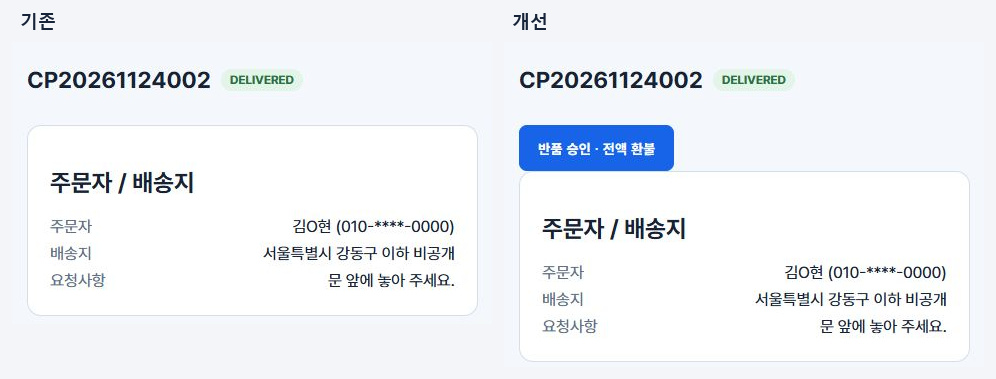 기존
CP20261124002 DELIVERED
주문자 / 배송지
주문자 김O현 (010-****-0000)
배송지 서울특별시 강동구 이하 비공개
요청사항 문 앞에 놓아 주세요.
개선
CP20261124002 DELIVERED
반품 승인 · 전액 환불
주문자 / 배송지
주문자 김O현 (010-****-0000)
배송지 서울특별시 강동구 이하 비공개
요청사항 문 앞에 놓아 주세요.